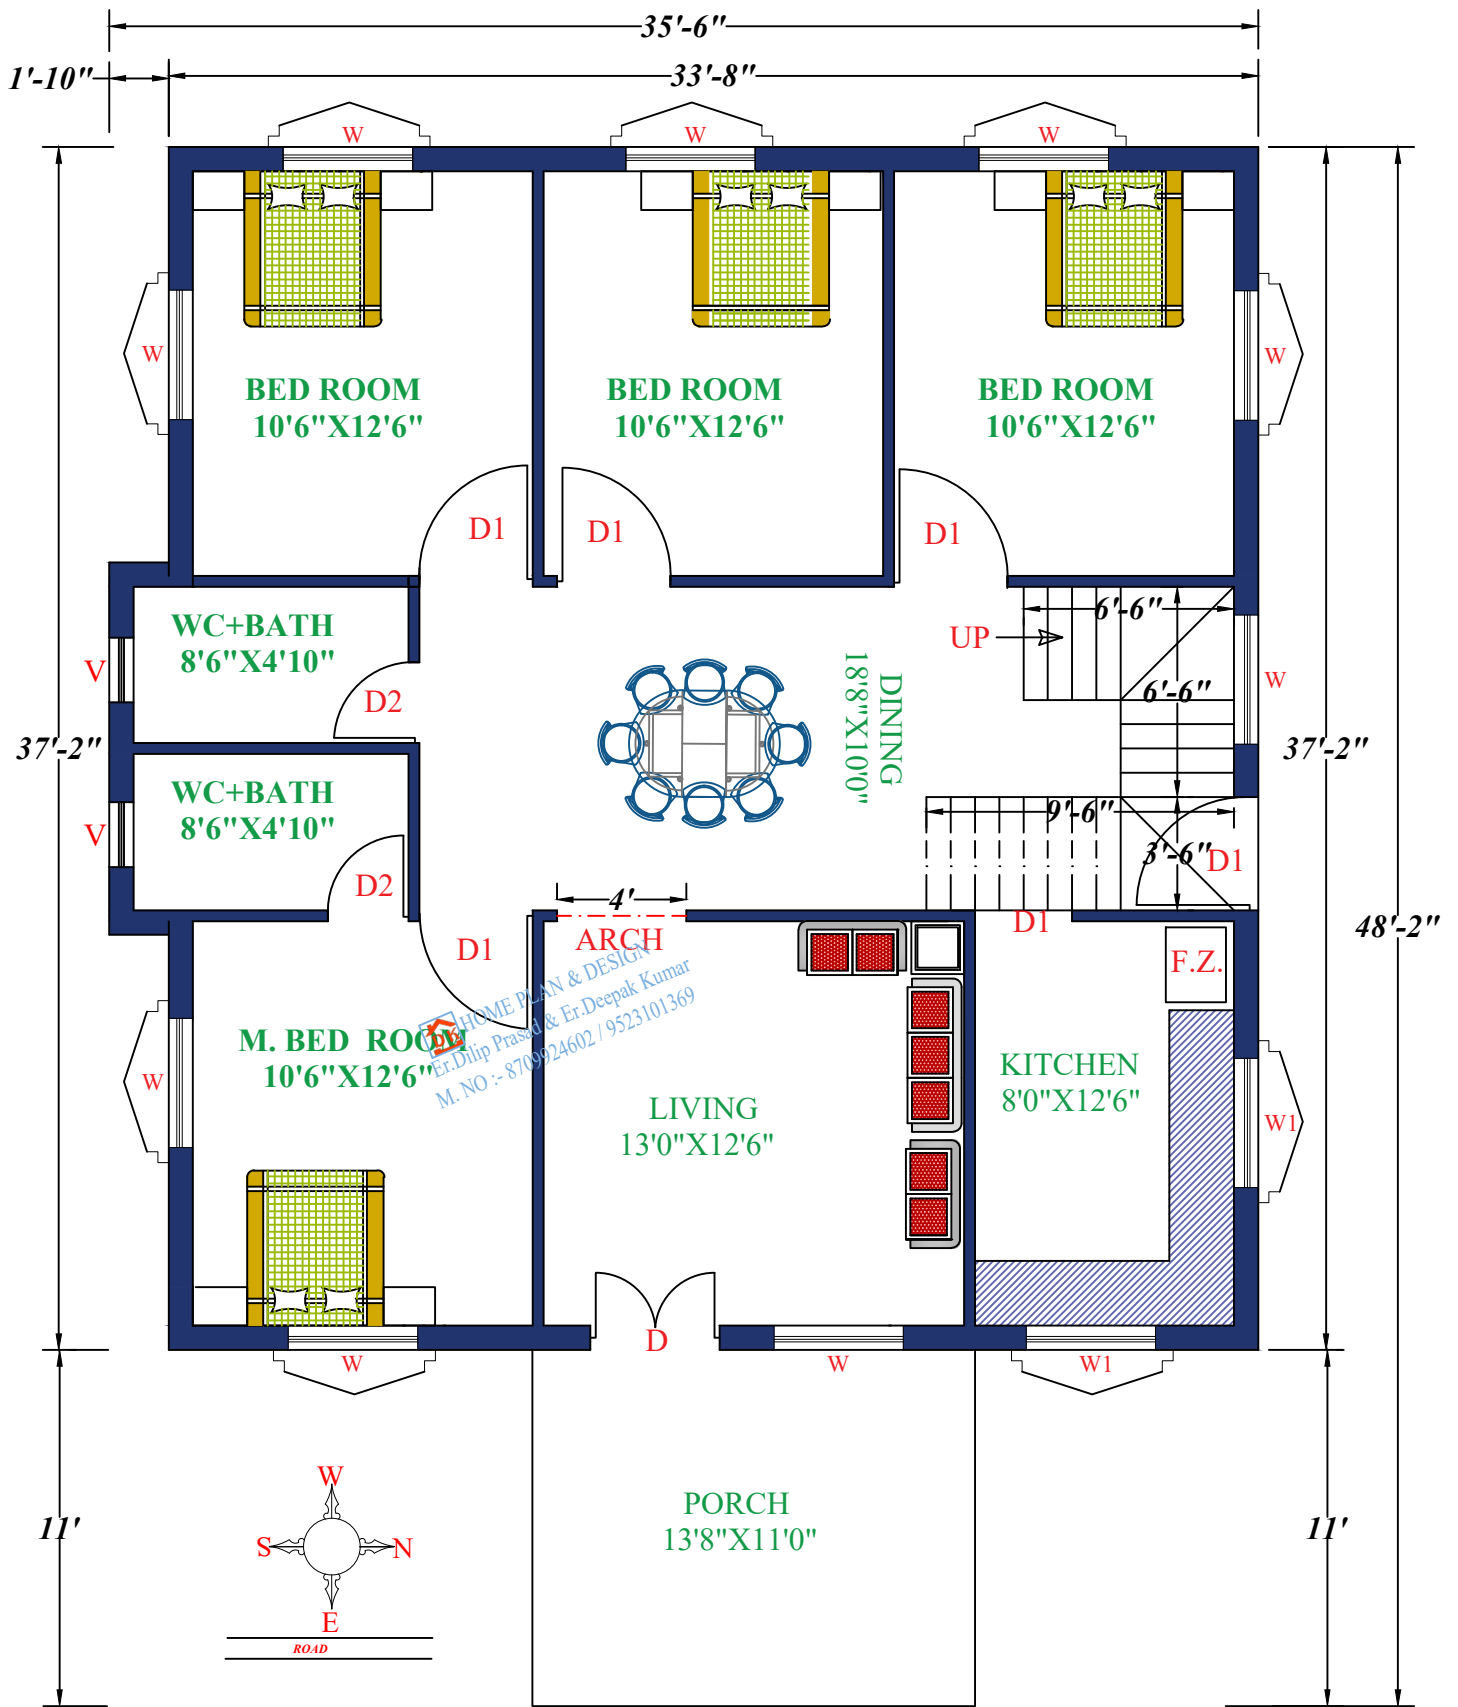 35'-6"
1'-10"
33'-8"
W
W
W
W
W
BED ROOM
10'6"X12'6"
BED ROOM
10'6"X12'6"
BED ROOM
10'6"X12'6"
D1
D1
D1
WC+BATH
8'6"X4'10"
UP
6'-6"
6'-6"
W
V
D2
DINING
18'8"X10'0"
37'-2"
37'-2"
WC+BATH
8'6"X4'10"
V
D2
9'-6"
3'-6"
D1
4'
ARCH
D1
D1
48'-2"
F.Z.
HOME PLAN & DESIGN
Er.Dilip Prasad & Er.Deepak Kumar
M. NO :- 8709924602 / 9523101369
M. BED ROOM
10'6"X12'6"
W
KITCHEN
8'0"X12'6"
LIVING
13'0"X12'6"
W1
D
W
W
W1
PORCH
13'8"X11'0"
11'
11'
W
S
N
E
ROAD